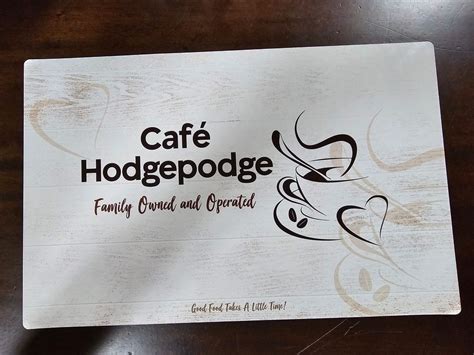 Café
Hodgepodge
Family Owned and Operated
Good Food Takes A Little Time!